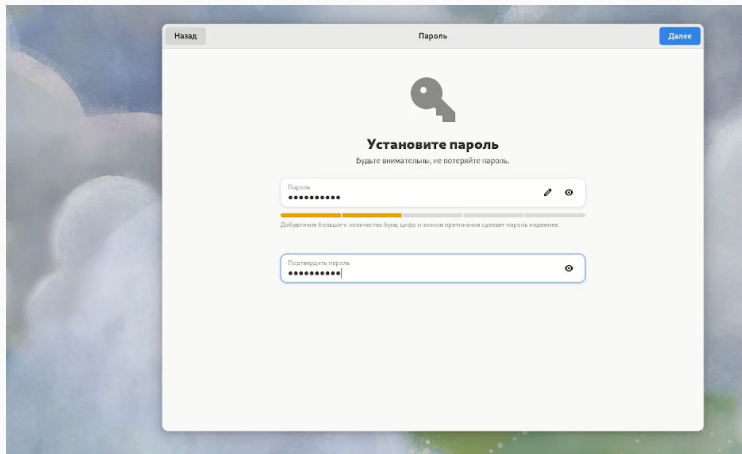 Назад
Пароль
Далее
Установите пароль
Будьте внимательны, не потеряйте пароль.
Пароль
••••••••••
Добавление большего количества букв, цифр и знаков препинания сделает пароль надежнее.
Подтвердить пароль
••••••••••